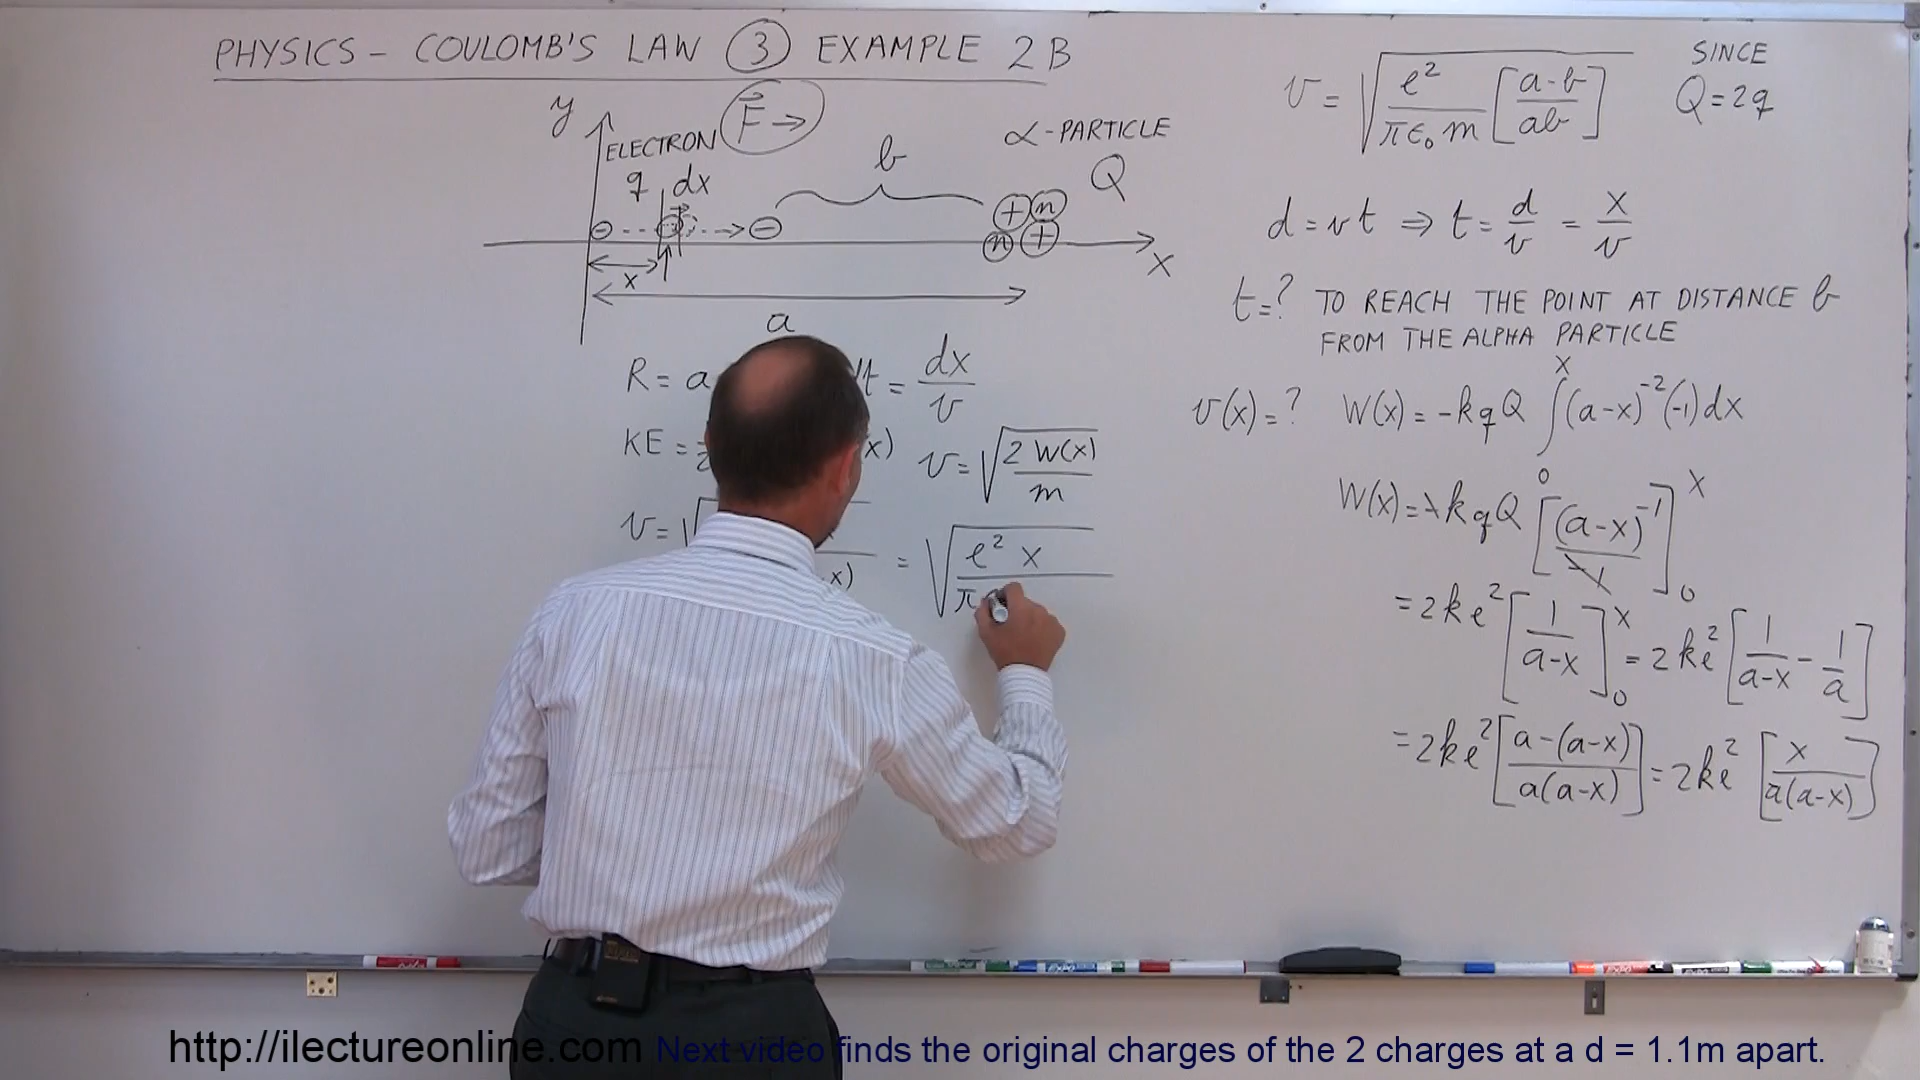 PHYSICS - COULOMB'S LAW ③ EXAMPLE 2B
y
ELECTRON
F⃗ →
q
dx
b
α-PARTICLE
Q
- + n n + -
x
x
a
R = a
dt = dx/v
KE =
x)
v = √(2 W(x)/m)
v = √
x)
= √(e² x / π
v = √(e²/(πε₀ m) [(a-b)/(ab)])
SINCE
Q = 2q
d = v t ⇒ t = d/v = x/v
t = ? TO REACH THE POINT AT DISTANCE b
FROM THE ALPHA PARTICLE
v(x) = ? W(x) = -kqQ ∫₀ˣ (a-x)⁻² (-1) dx
W(x) = -kqQ [(a-x)⁻¹/-1]₀ˣ
= 2ke² [1/(a-x)]₀ˣ = 2ke² [1/(a-x) - 1/a]
= 2ke² [(a-(a-x))/(a(a-x))] = 2ke² [x/(a(a-x))]
EXPO
http://ilectureonline.com Next video finds the original charges of the 2 charges at a d = 1.1m apart.